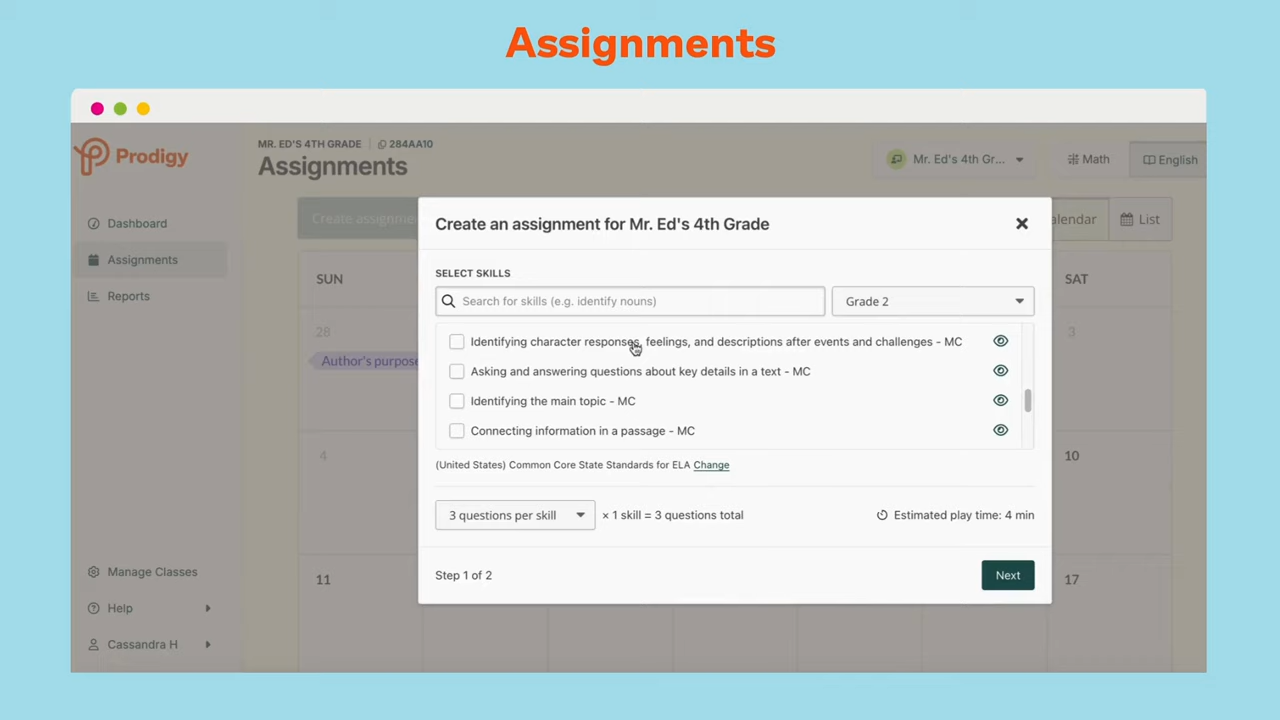 Assignments
Prodigy
MR. ED'S 4TH GRADE | 284AA10
Assignments
Mr. Ed's 4th Gr...
Math
English
Dashboard
Assignments
Reports
Manage Classes
Help
Cassandra H
Create assignme
alendar
List
SUN
SAT
28
3
Author's purpose
4
10
11
17
Create an assignment for Mr. Ed's 4th Grade
SELECT SKILLS
Search for skills (e.g. identify nouns)
Grade 2
Identifying character responses, feelings, and descriptions after events and challenges - MC
Asking and answering questions about key details in a text - MC
Identifying the main topic - MC
Connecting information in a passage - MC
(United States) Common Core State Standards for ELA Change
3 questions per skill
× 1 skill = 3 questions total
Estimated play time: 4 min
Step 1 of 2
Next